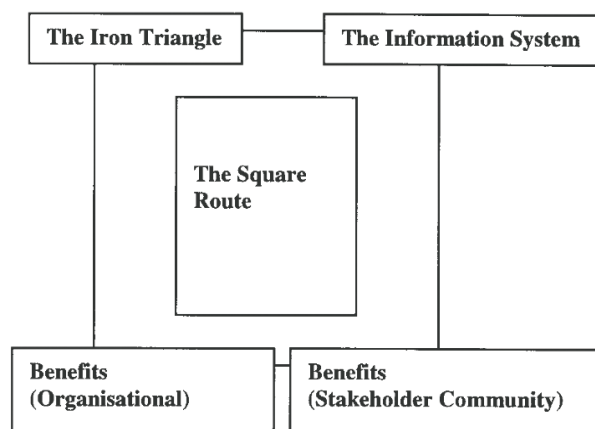 The Iron Triangle
The Information System
The Square
Route
Benefits
(Organisational)
Benefits
(Stakeholder Community)